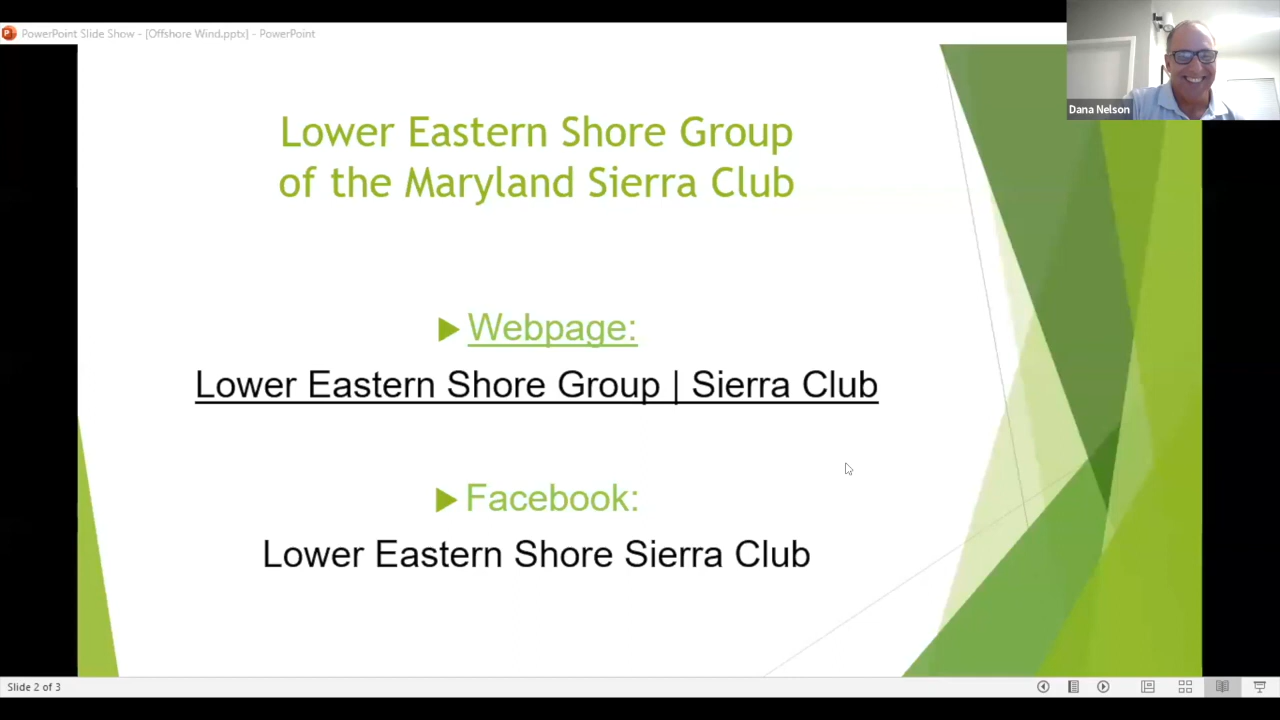 PowerPoint Slide Show - [Offshore Wind.pptx] - PowerPoint
Dana Nelson
Lower Eastern Shore Group
of the Maryland Sierra Club
Webpage:
Lower Eastern Shore Group | Sierra Club
Facebook:
Lower Eastern Shore Sierra Club
Slide 2 of 3